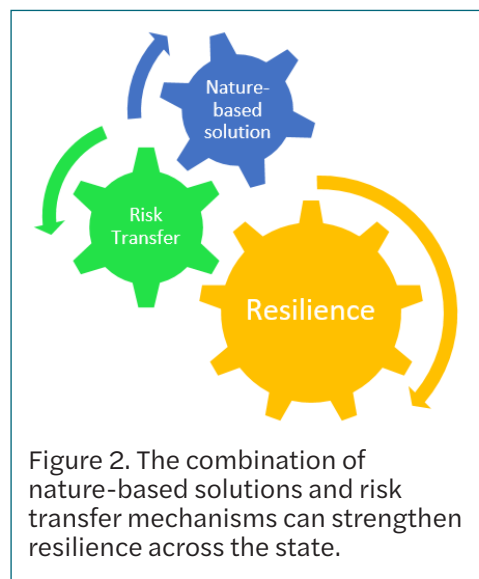 Nature-
based
solution
Risk
Transfer
Resilience
Figure 2. The combination of
nature-based solutions and risk
transfer mechanisms can strengthen
resilience across the state.